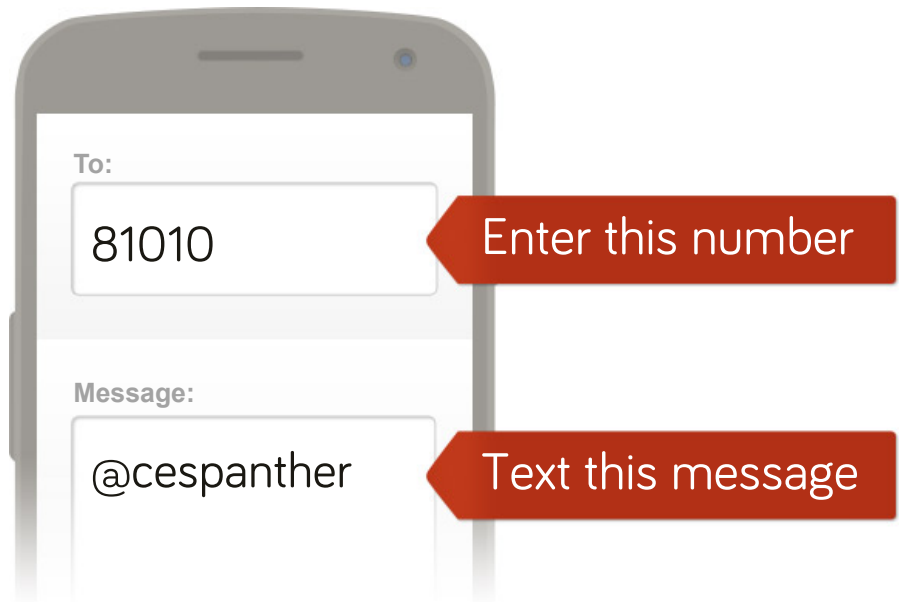 To:
81010
Enter this number
Message:
@cespanther
Text this message